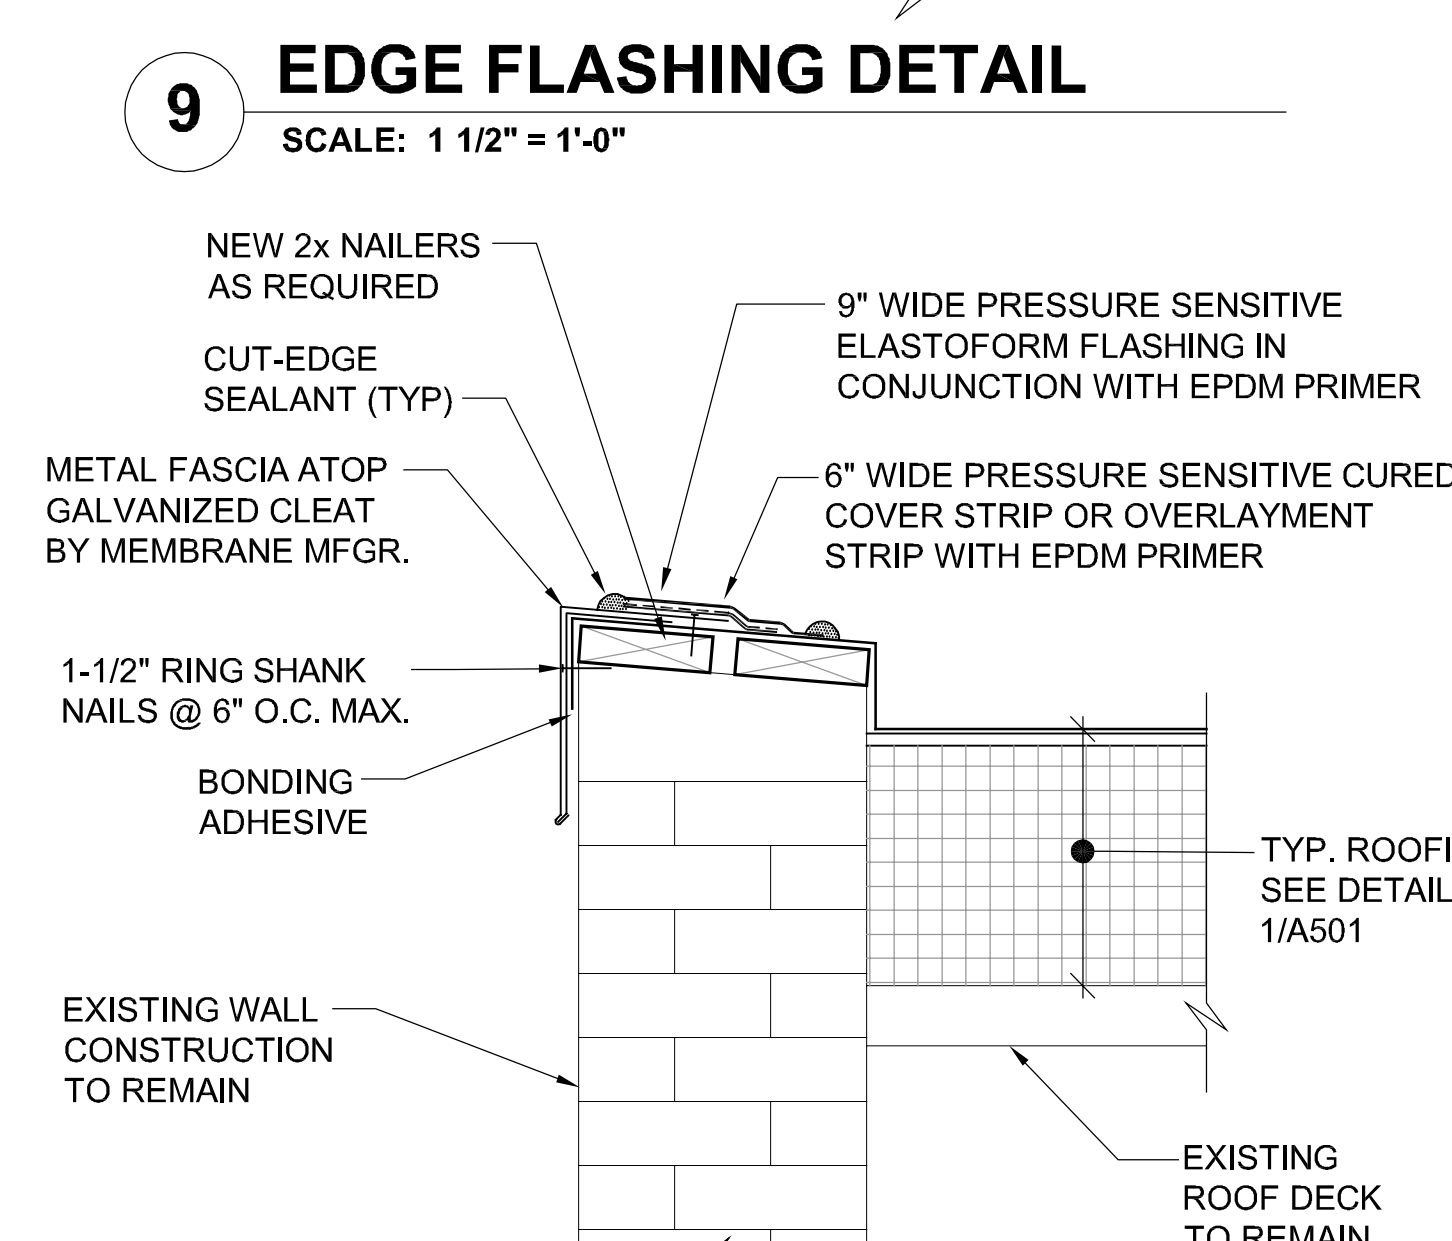 9
EDGE FLASHING DETAIL
SCALE: 1 1/2" = 1'-0"
NEW 2x NAILERS
AS REQUIRED
CUT-EDGE
SEALANT (TYP)
METAL FASCIA ATOP
GALVANIZED CLEAT
BY MEMBRANE MFGR.
1-1/2" RING SHANK
NAILS @ 6" O.C. MAX.
BONDING
ADHESIVE
EXISTING WALL
CONSTRUCTION
TO REMAIN
9" WIDE PRESSURE SENSITIVE
ELASTOFORM FLASHING IN
CONJUNCTION WITH EPDM PRIMER
6" WIDE PRESSURE SENSITIVE CURED
COVER STRIP OR OVERLAYMENT
STRIP WITH EPDM PRIMER
TYP.
SEE DETAIL
1/A501
EXISTING
ROOF DECK
TO REMAIN